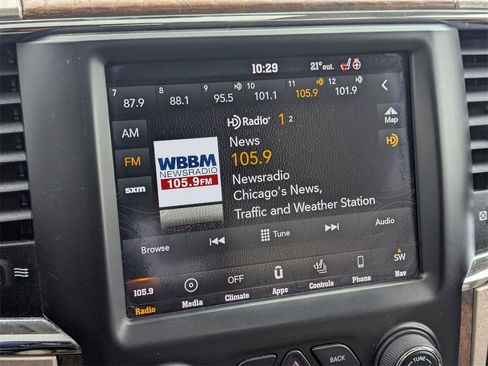 10:29 21° out.
7 8 9 10 11 12
87.9 88.1 95.5 101.1 105.9 101.9
AM
FM
sxm
WBBM
NEWSRADIO
105.9FM
HD Radio 1 2
News
105.9
Newsradio
Chicago's News,
Traffic and Weather Station
Map
HD
Browse Tune Audio
105.9 OFF SW
Radio Media Climate Apps Controls Phone Nav
BACK
TUNE/